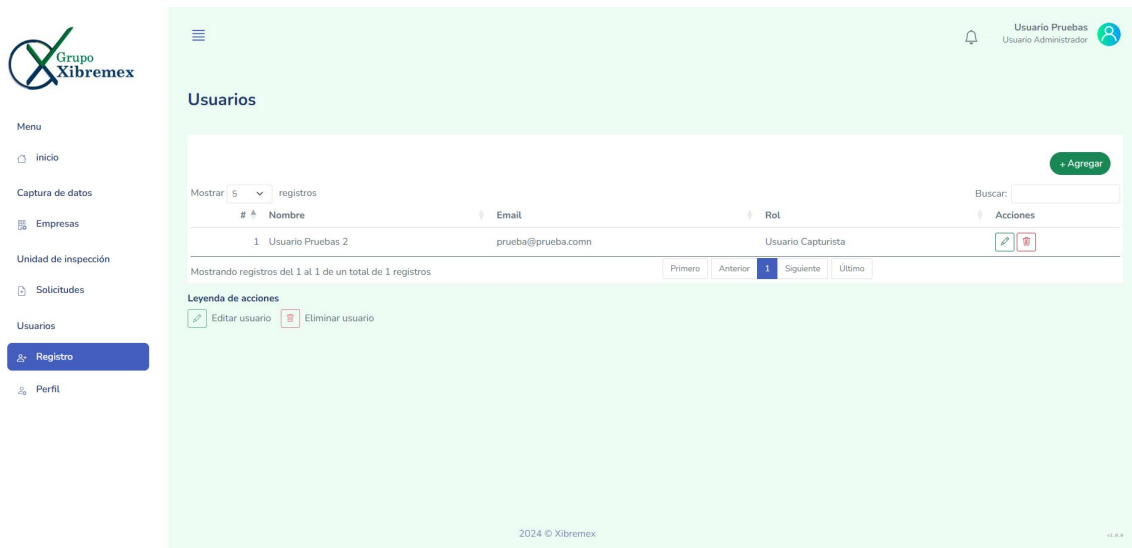 Grupo
Xibremex
Usuario Pruebas
Usuario Administrador
Menu
inicio
Captura de datos
Empresas
Unidad de inspección
Solicitudes
Usuarios
Registro
Perfil
Usuarios
+ Agregar
Mostrar 5 registros
Buscar:
# Nombre Email Rol Acciones
1 Usuario Pruebas 2 prueba@prueba.comn Usuario Capturista
Mostrando registros del 1 al 1 de un total de 1 registros
Primero Anterior 1 Siguiente Último
Leyenda de acciones
Editar usuario Eliminar usuario
2024 © Xibremex
v1.0.0